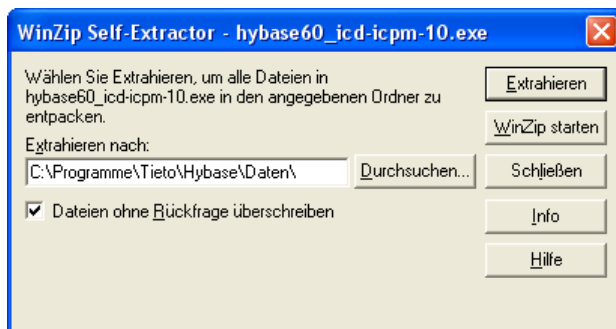 WinZip Self-Extractor - hybase60_icd-icpm-10.exe
Wählen Sie Extrahieren, um alle Dateien in
hybase60_icd-icpm-10.exe in den angegebenen Ordner zu
entpacken.
Extrahieren nach:
C:\Programme\Tieto\Hybase\Daten\
Durchsuchen...
Dateien ohne Rückfrage überschreiben
Extrahieren
WinZip starten
Schließen
Info
Hilfe